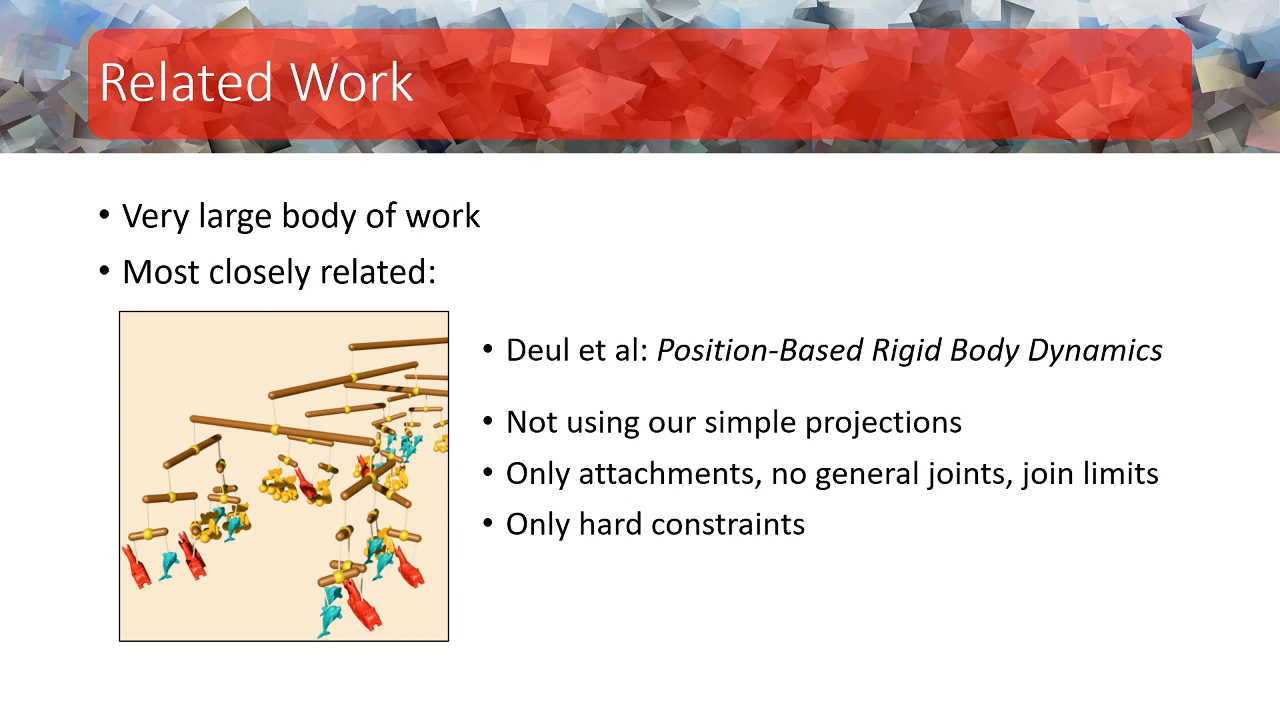 Related Work
• Very large body of work
• Most closely related:
• Deul et al: Position-Based Rigid Body Dynamics
• Not using our simple projections
• Only attachments, no general joints, join limits
• Only hard constraints